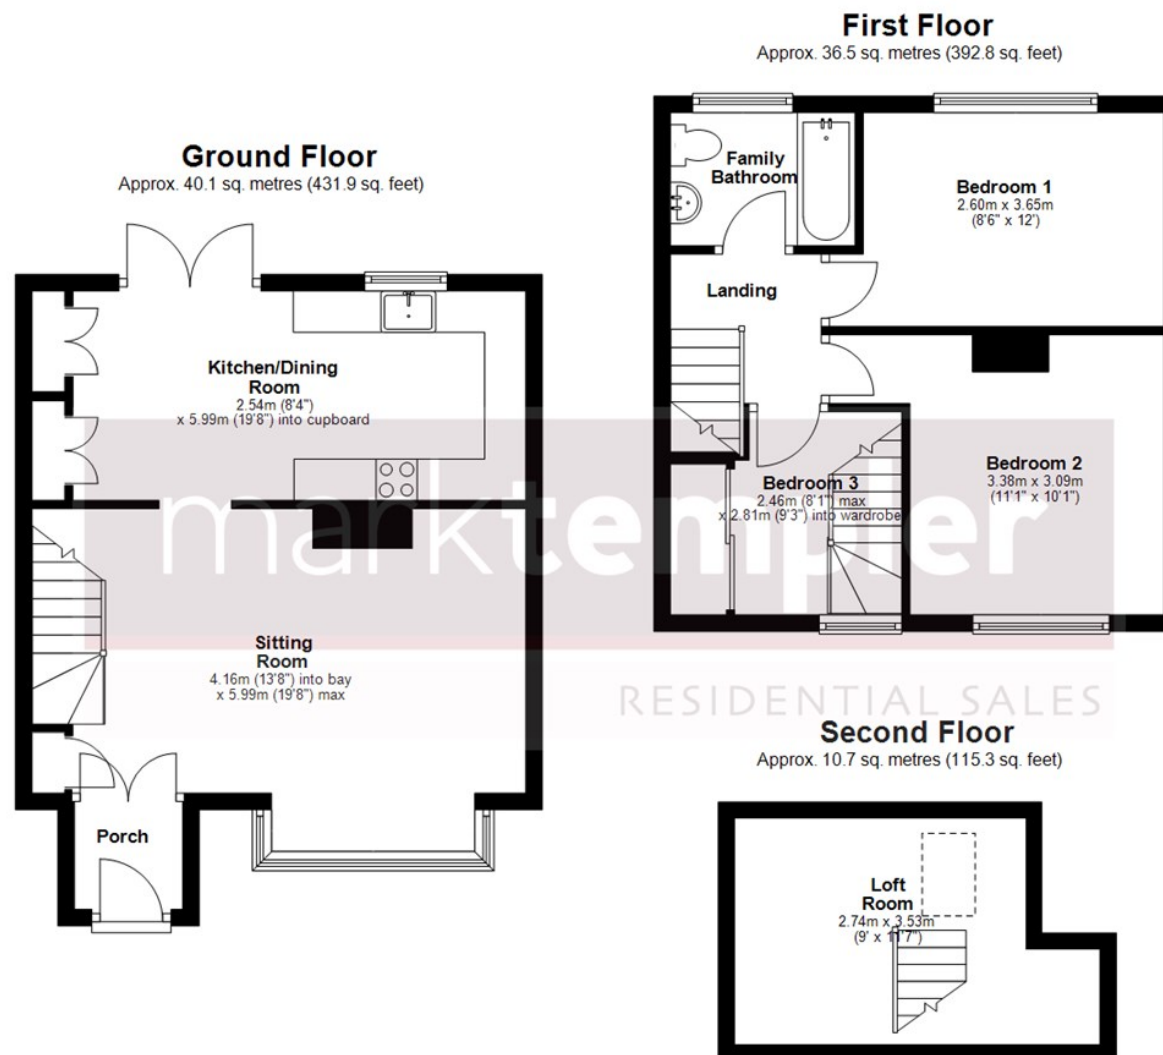 Ground Floor
Approx. 40.1 sq. metres (431.9 sq. feet)
Kitchen/Dining
Room
2.54m (8'4")
x 5.99m (19'8") into cupboard
Sitting
Room
4.16m (13'8") into bay
x 5.99m (19'8") max
Porch
First Floor
Approx. 36.5 sq. metres (392.8 sq. feet)
Family
Bathroom
Bedroom 1
2.60m x 3.65m
(8'6" x 12')
Landing
Bedroom 2
3.38m x 3.09m
(11'1" x 10'1")
Bedroom 3
2.46m (8'1") max
x 2.81m (9'3") into wardrobe
marktempler
RESIDENTIAL SALES
Second Floor
Approx. 10.7 sq. metres (115.3 sq. feet)
Loft
Room
2.74m x 3.53m
(9' x 11'7")